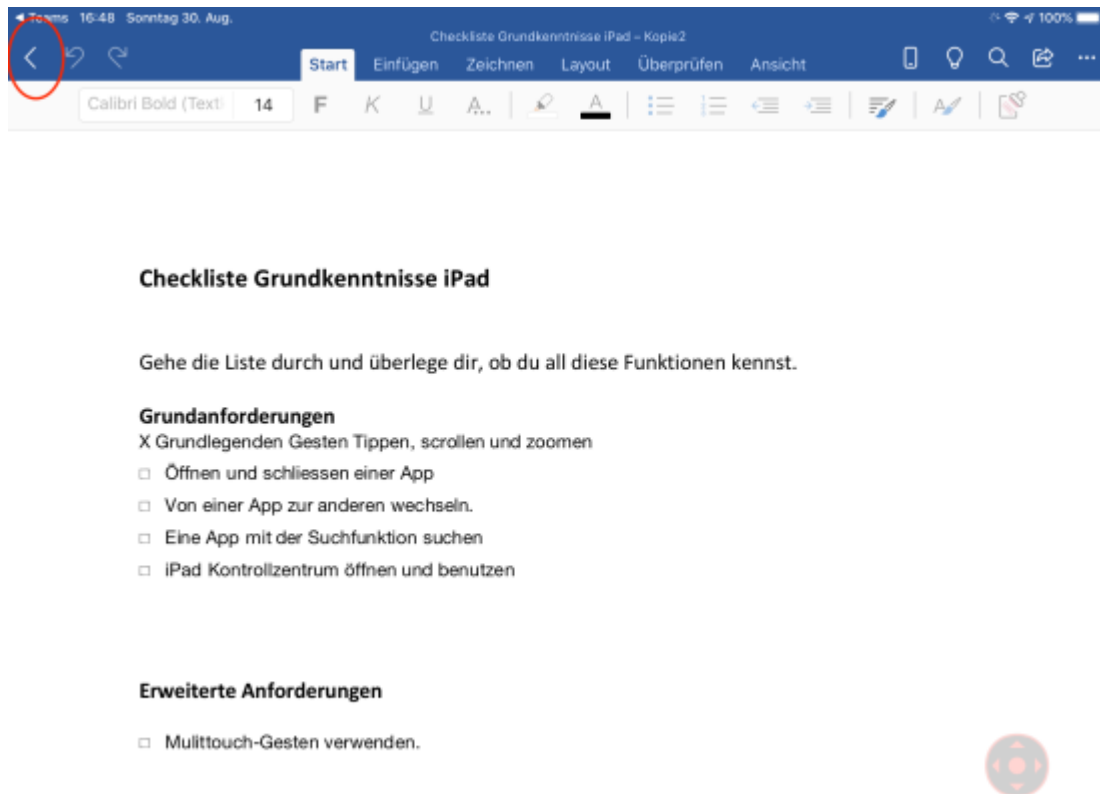 ◀ Teams 16:48 Sonntag 30. Aug. 100%
Checkliste Grundkenntnisse iPad – Kopie2
Start Einfügen Zeichnen Layout Überprüfen Ansicht
Calibri Bold (Text 14 F K U A... A
Checkliste Grundkenntnisse iPad
Gehe die Liste durch und überlege dir, ob du all diese Funktionen kennst.
Grundanforderungen
X Grundlegenden Gesten Tippen, scrollen und zoomen
□ Öffnen und schliessen einer App
□ Von einer App zur anderen wechseln.
□ Eine App mit der Suchfunktion suchen
□ iPad Kontrollzentrum öffnen und benutzen
Erweiterte Anforderungen
□ Mulittouch-Gesten verwenden.